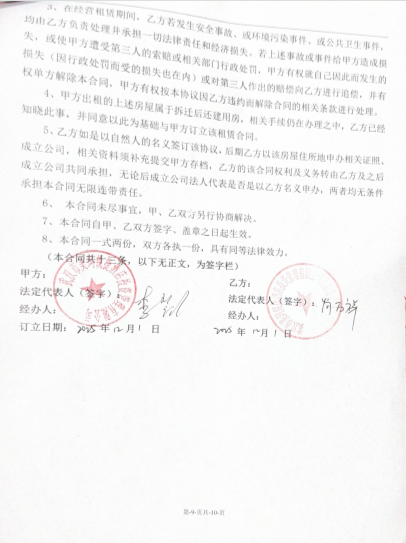 3、在经营租赁期间，乙方若发生安全事故、或环境污染事件、或公共卫生事件，
均由乙方负责处理并承担一切法律责任和经济损失。若上述事故或事件给甲方造成损
失，或使甲方遭受第三人的索赔或相关部门行政处罚，甲方有权就自己因此而发生的
损失（因行政处罚而受的损失也在内）或对第三人作出的赔偿向乙方进行追偿，并有
权单方解除本合同，甲方有权按本协议因乙方违约而解除合同的相关条款进行处理。
4、甲方出租的上述房屋属于拆迁后还建用房，相关手续仍在办理之中，乙方已经
知晓此事，并同意以此为基础与甲方订立该租赁合同。
5、乙方如是以自然人的名义签订该协议，后期乙方以该房屋住所地申办相关证照、
成立公司，相关资料须补充提交甲方存档，乙方的该合同权利及义务转由乙方及之后
成立公司共同承担，无论后成立公司法人代表是否是以乙方名义申办，两者均无条件
承担本合同无限连带责任。
6、 本合同未尽事宜，甲、乙双方另行协商解决。
7、本合同自甲、乙双方签字、盖章之日起生效。
8、本合同一式两份，双方各执一份，具有同等法律效力。
（本合同共十二条，以下无正文，为签字栏）
甲方： 乙方：
法定代表人（签字）： 法定代表人（签字）：
经办人： 经办人：
订立日期：2025年12月1日 2025年12月1日
第-9-页共-10-页